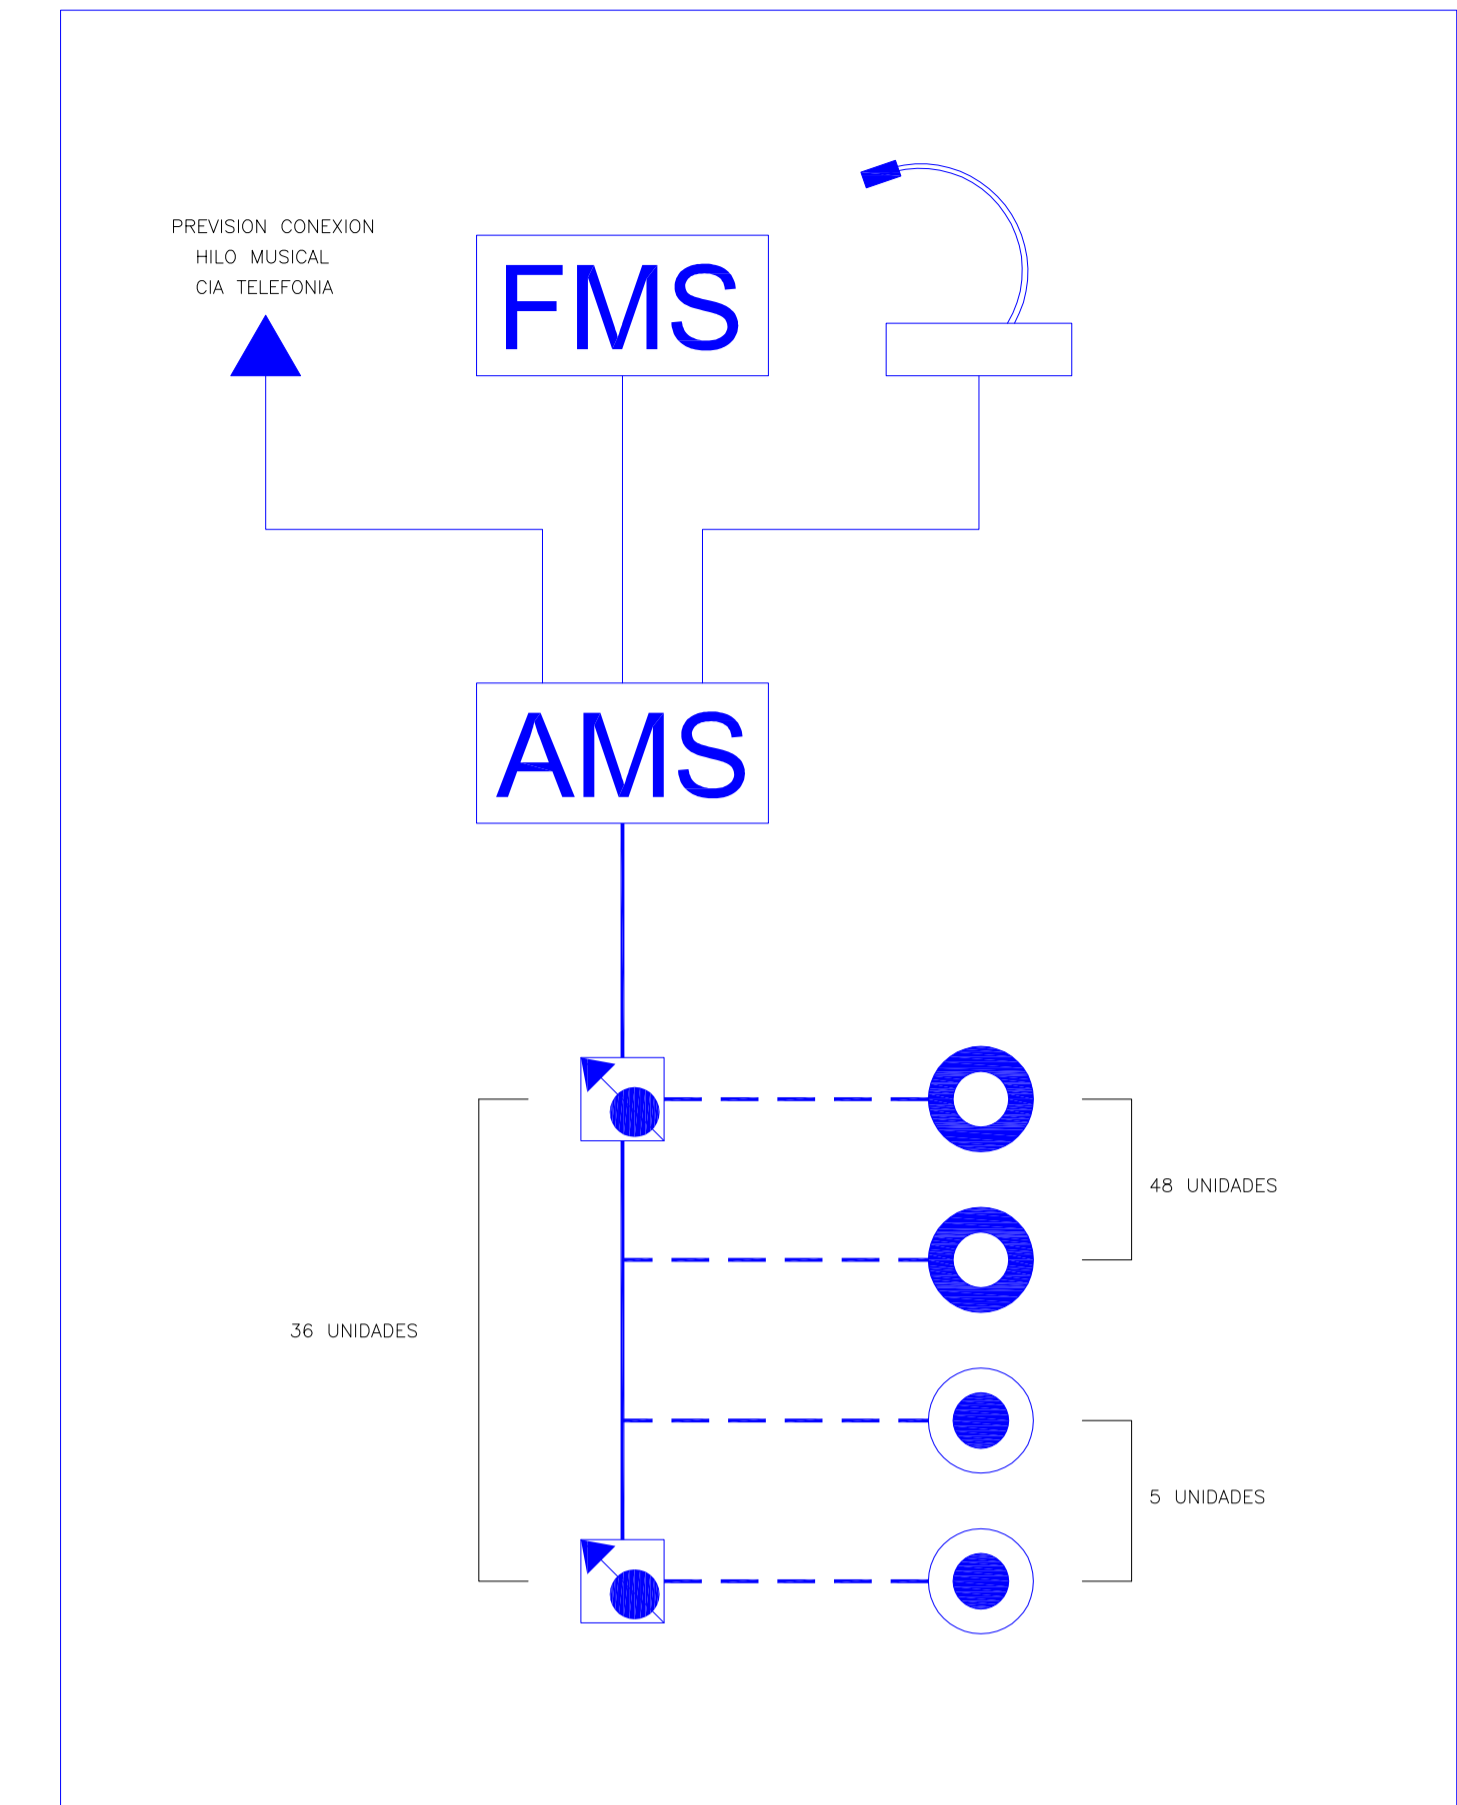 PREVISION CONEXION
HILO MUSICAL
CIA TELEFONIA
FMS
AMS
48 UNIDADES
36 UNIDADES
5 UNIDADES